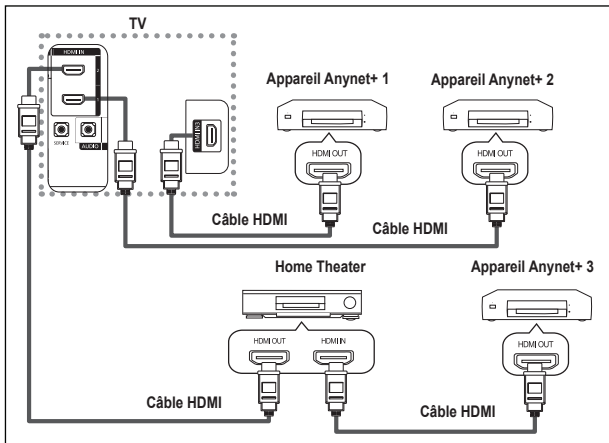 TV
HDMI IN
SERVICE
AUDIO
HDMI IN3
Appareil Anynet+ 1
HDMI OUT
Appareil Anynet+ 2
HDMI OUT
Câble HDMI
Câble HDMI
Home Theater
HDMI OUT
HDMI IN
Appareil Anynet+ 3
HDMI OUT
Câble HDMI
Câble HDMI